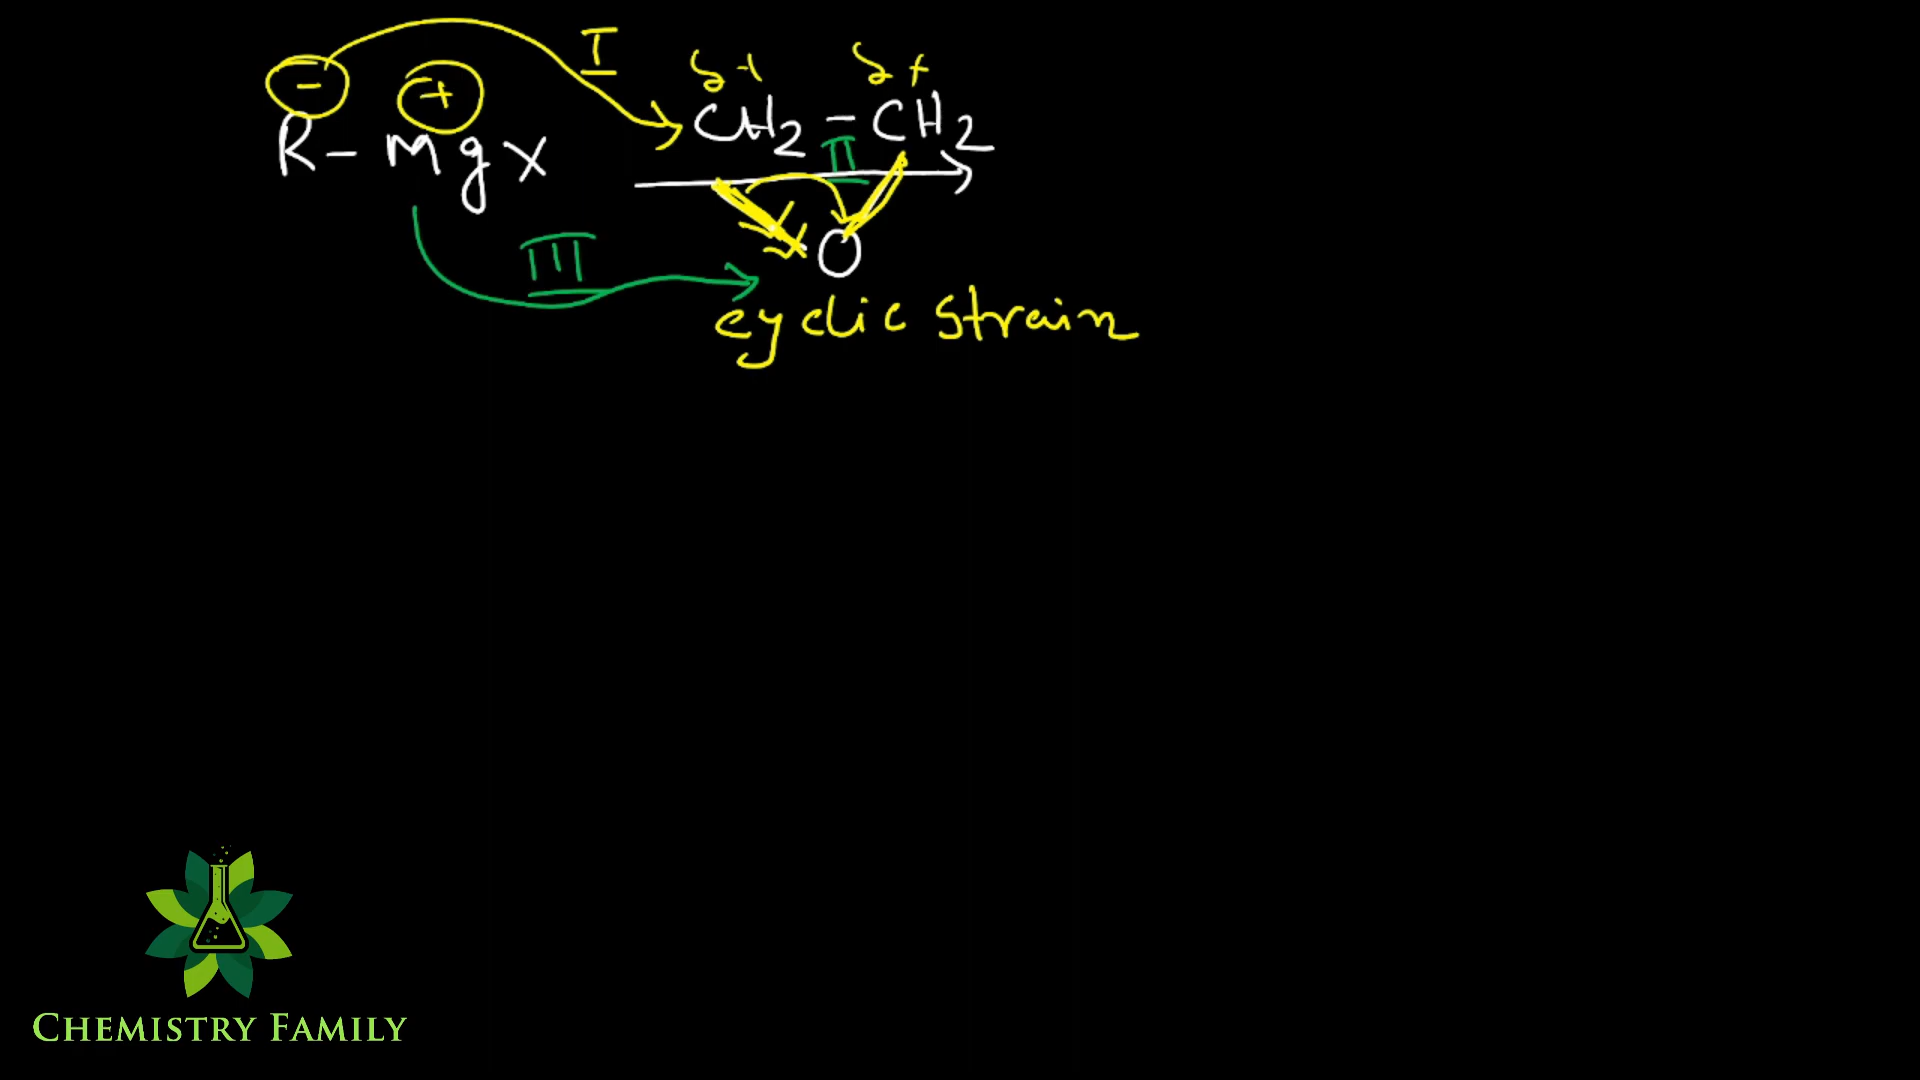 I δ+ δ+
- + CH2 - CH2
R - MgX II
III O
cyclic strain
CHEMISTRY FAMILY